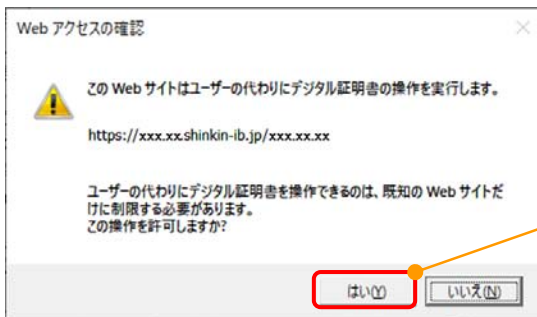 Web アクセスの確認
この Web サイトはユーザーの代わりにデジタル証明書の操作を実行します。
https://xxx.xx.shinkin-ib.jp/xxx.xx.xx
ユーザーの代わりにデジタル証明書を操作できるのは、既知の Web サイトだ
けに制限する必要があります。
この操作を許可しますか?
はい(Y) いいえ(N)